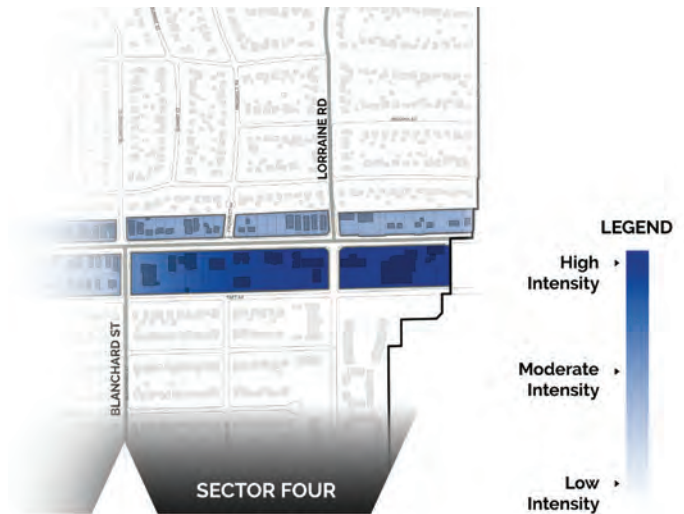 LORRAINE RD
LEGEND
High
Intensity
Moderate
Intensity
BLANCHARD ST
Low
Intensity
SECTOR FOUR